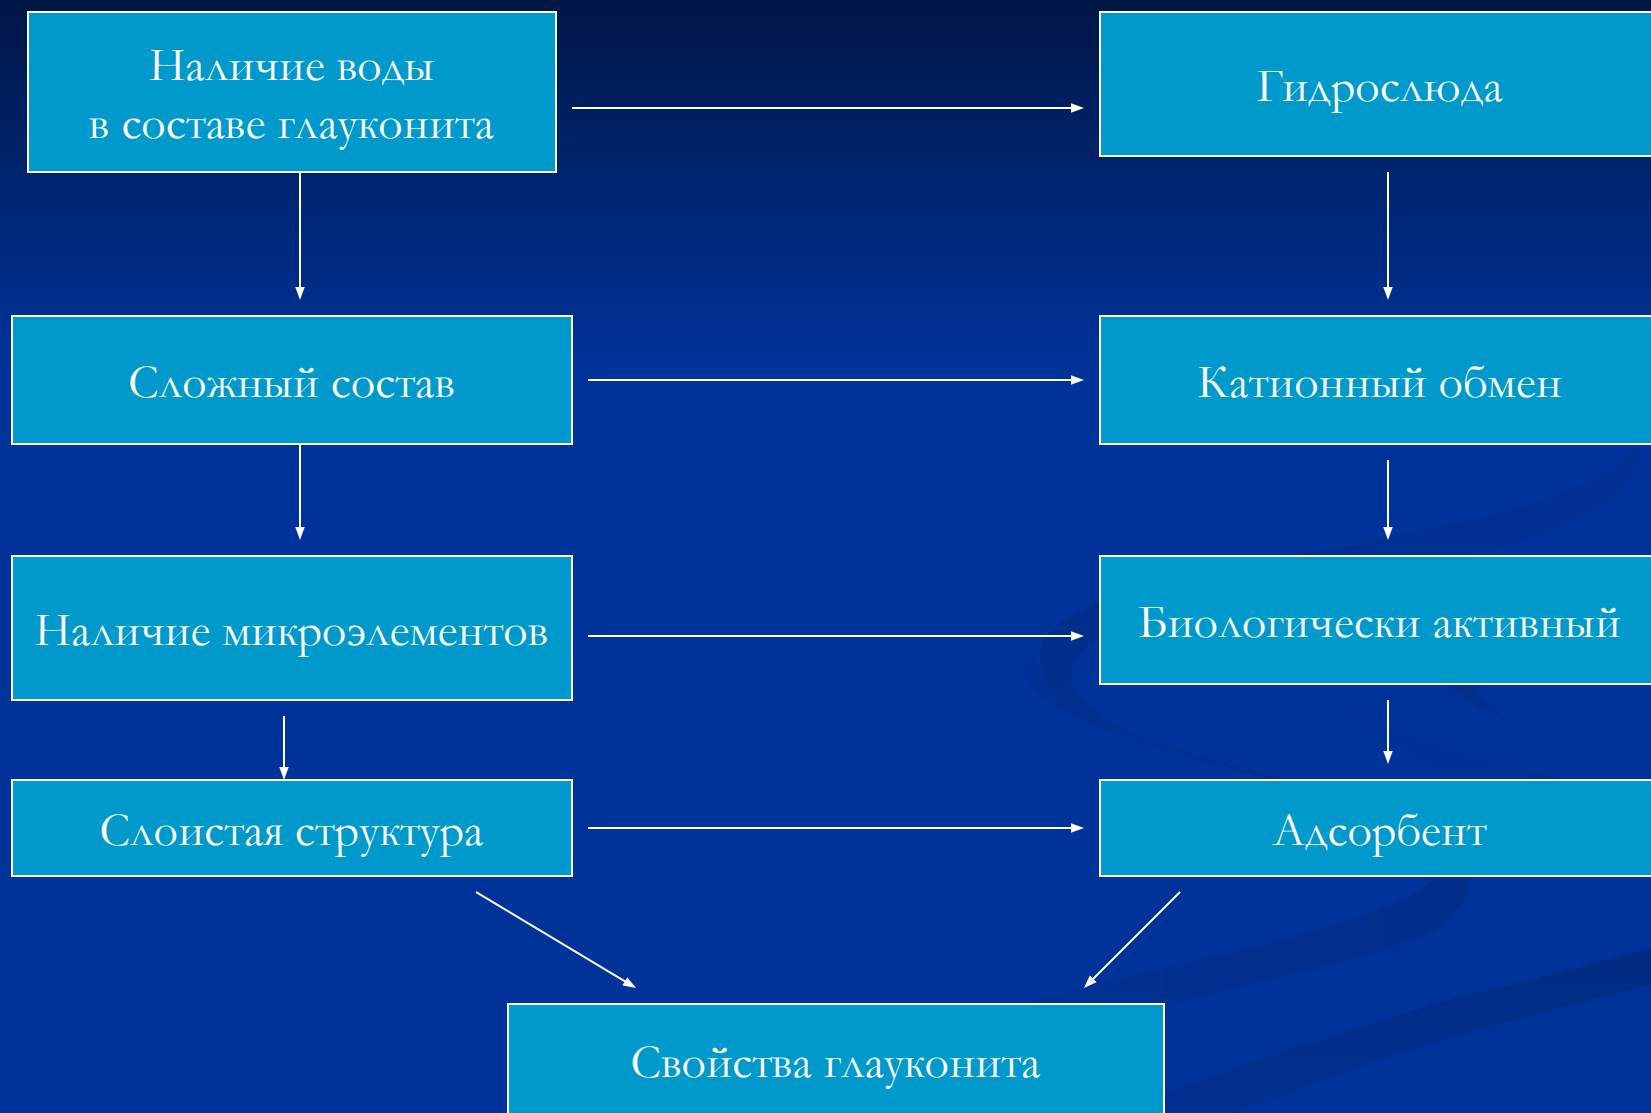 Наличие воды
в составе глауконита
Гидрослюда
Сложный состав
Катионный обмен
Наличие микроэлементов
Биологически активный
Слоистая структура
Адсорбент
Свойства глауконита